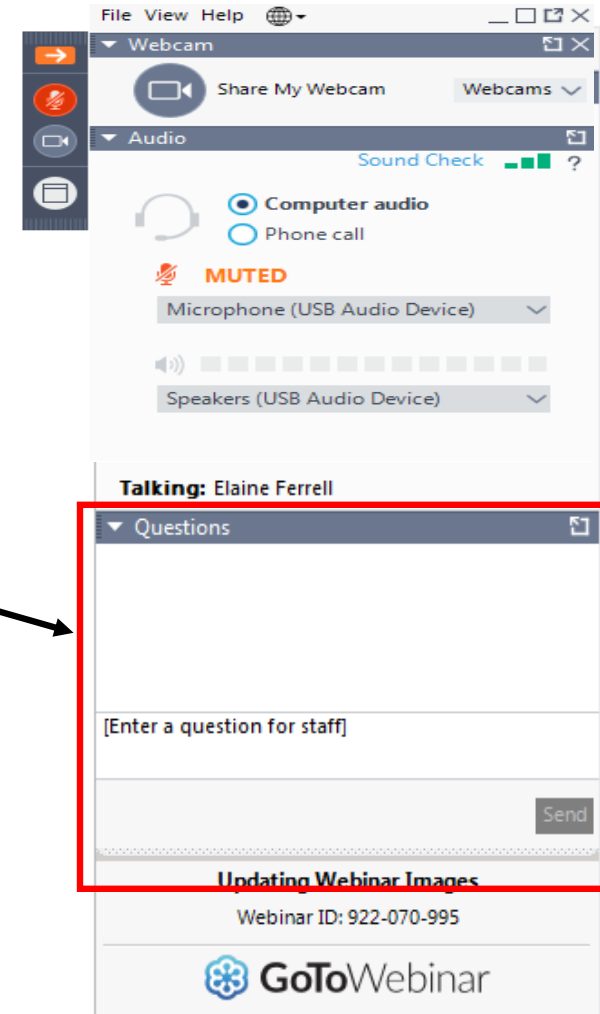 File View Help
Webcam
Share My Webcam Webcams
Audio
Sound Check ?
Computer audio
Phone call
MUTED
Microphone (USB Audio Device)
Speakers (USB Audio Device)
Talking: Elaine Ferrell
Questions
[Enter a question for staff]
Send
Updating Webinar Images
Webinar ID: 922-070-995
GoToWebinar